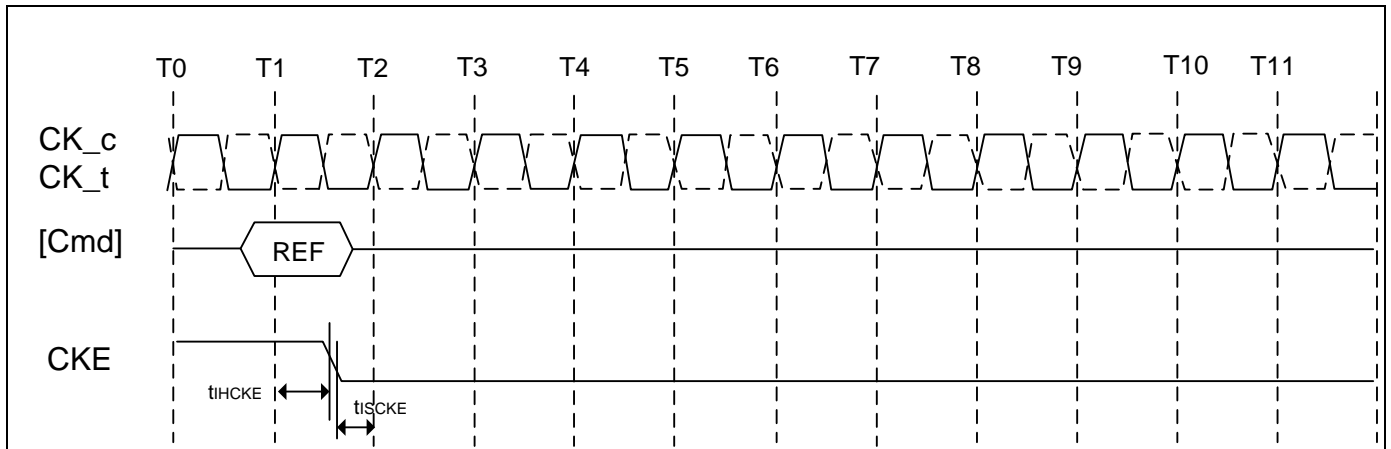 T0 T1 T2 T3 T4 T5 T6 T7 T8 T9 T10 T11
CK_c
CK_t
[Cmd] REF
CKE
tIHCKE
tISCKE